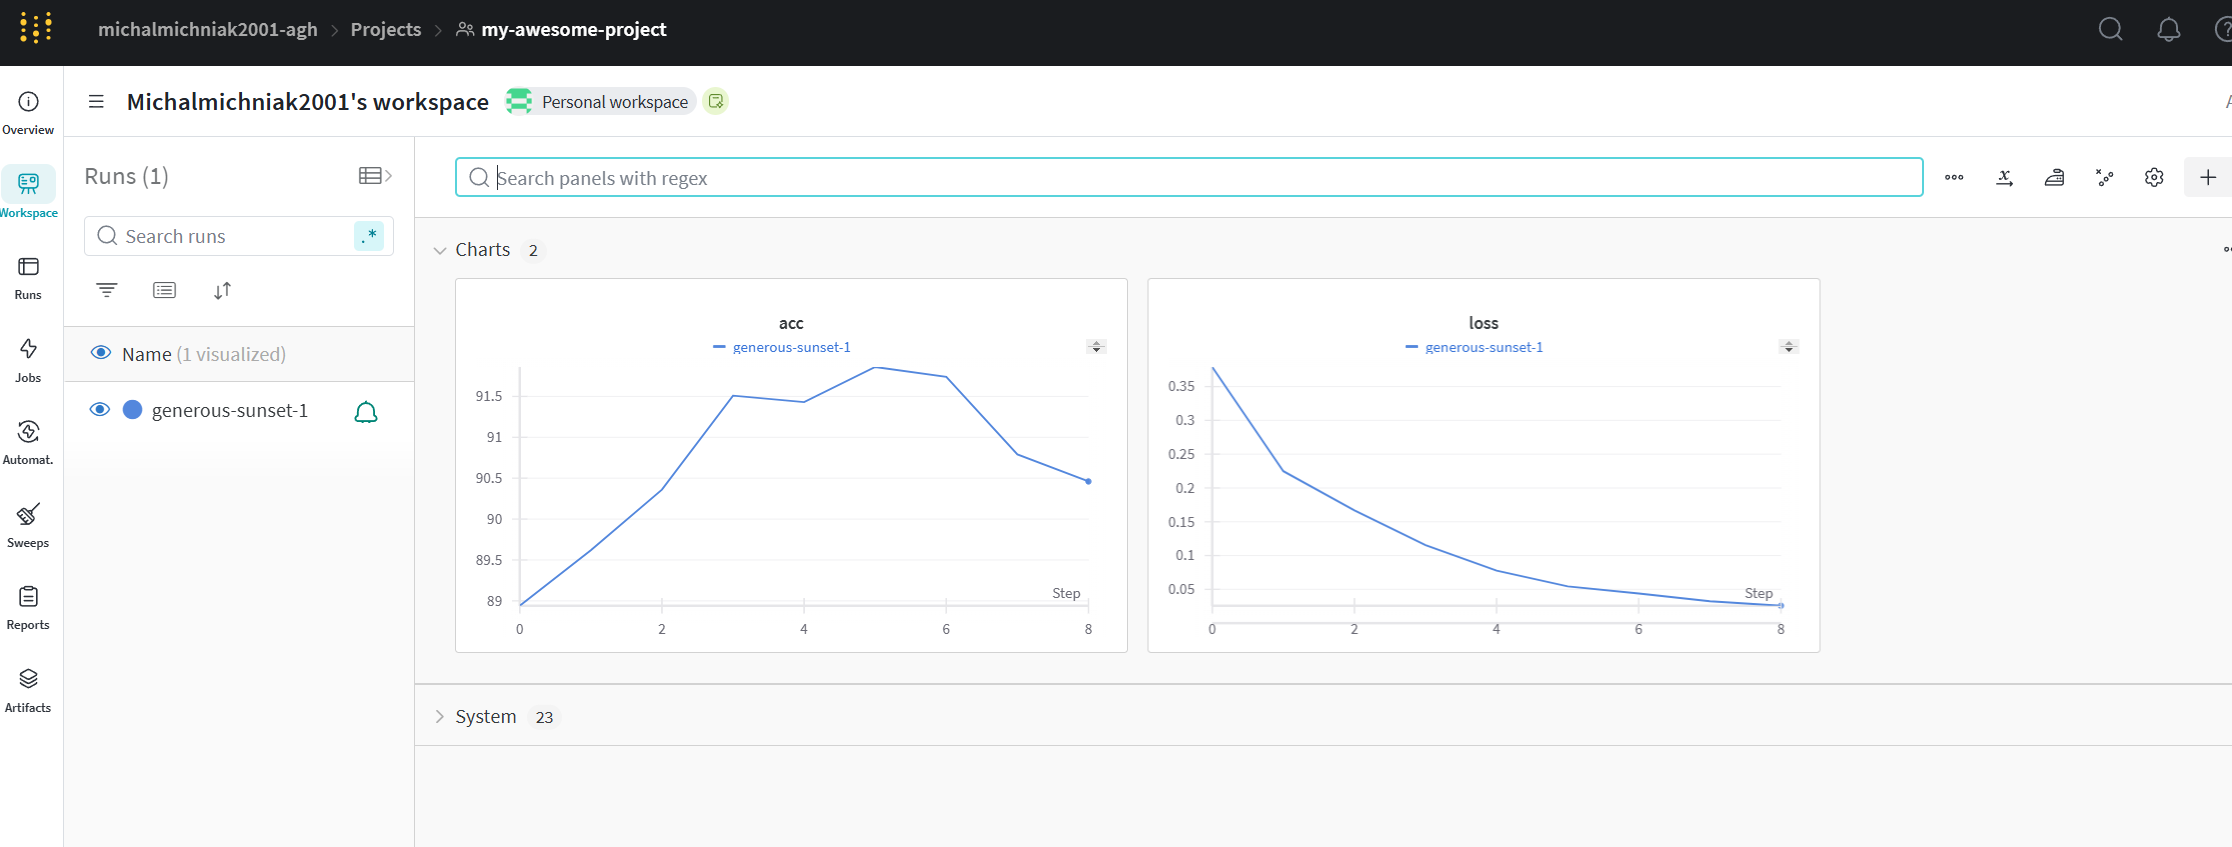 michalmichniak2001-agh > Projects > my-awesome-project
Michalmichniak2001's workspace
Personal workspace
Overview
Workspace
Runs
Jobs
Automat.
Sweeps
Reports
Artifacts
Runs (1)
Search runs
.*
Name (1 visualized)
generous-sunset-1
Search panels with regex
Charts 2
acc
generous-sunset-1
91.5
91
90.5
90
89.5
89
Step
0 2 4 6 8
loss
generous-sunset-1
0.35
0.3
0.25
0.2
0.15
0.1
0.05
Step
0 2 4 6 8
System 23